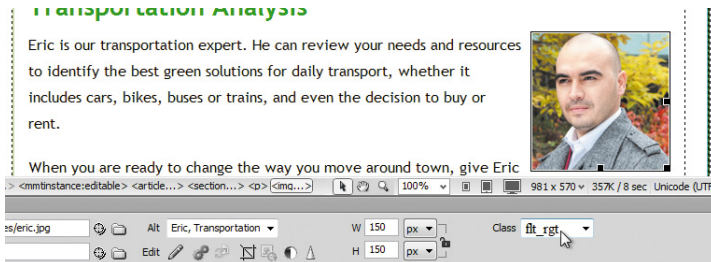 Transportation Analysis
Eric is our transportation expert. He can review your needs and resources
to identify the best green solutions for daily transport, whether it
includes cars, bikes, buses or trains, and even the decision to buy or
rent.
When you are ready to change the way you move around town, give Eric
> <mmtinstance:editable> <article...> <section...> <p> <img...> 100% 981 x 570 357K / 8 sec Unicode (UTF
es/eric.jpg Alt Eric, Transportation W 150 px Class flt_rgt
Edit H 150 px